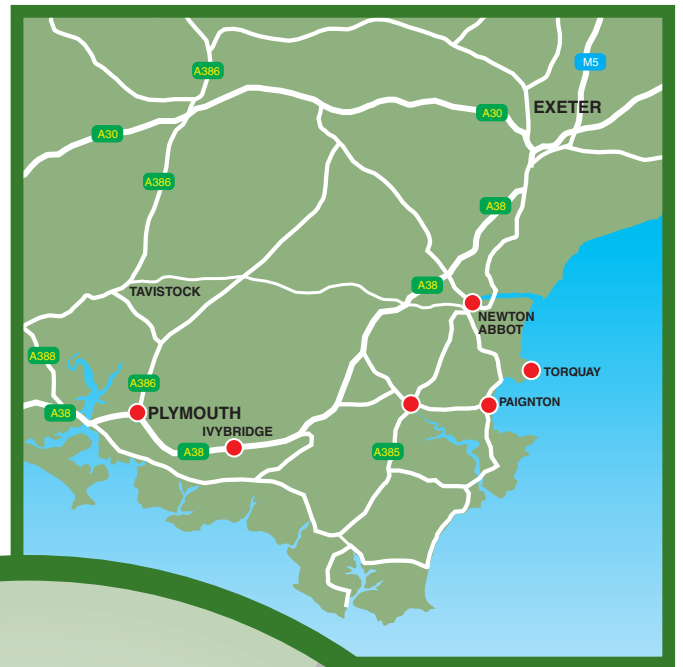 A386
M5
EXETER
A30
A30
A386
A38
A38
TAVISTOCK
NEWTON
ABBOT
A388
TORQUAY
A386
PAIGNTON
A38
PLYMOUTH
IVYBRIDGE
A38
A385